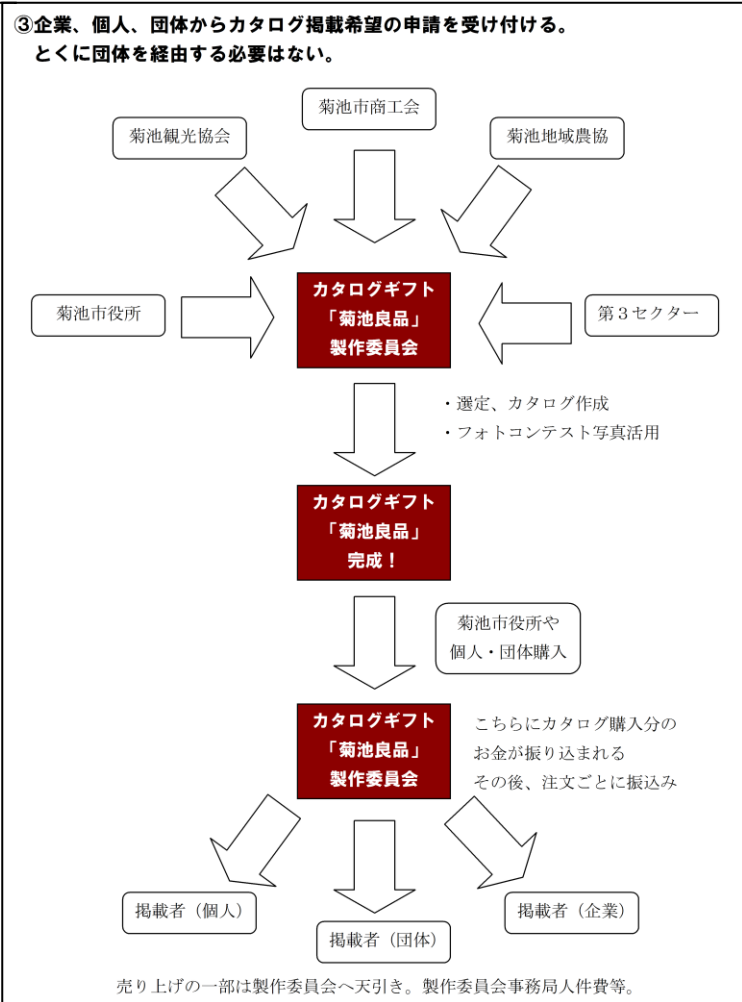 ③企業、個人、団体からカタログ掲載希望の申請を受け付ける。
とくに団体を経由する必要はない。
菊池市商工会
菊池観光協会
菊池地域農協
菊池市役所
カタログギフト
「菊池良品」
製作委員会
第３セクター
・選定、カタログ作成
・フォトコンテスト写真活用
カタログギフト
「菊池良品」
完成！
菊池市役所や
個人・団体購入
カタログギフト
「菊池良品」
製作委員会
こちらにカタログ購入分の
お金が振り込まれる
その後、注文ごとに振込み
掲載者（個人）
掲載者（団体）
掲載者（企業）
売り上げの一部は製作委員会へ天引き。製作委員会事務局人件費等。